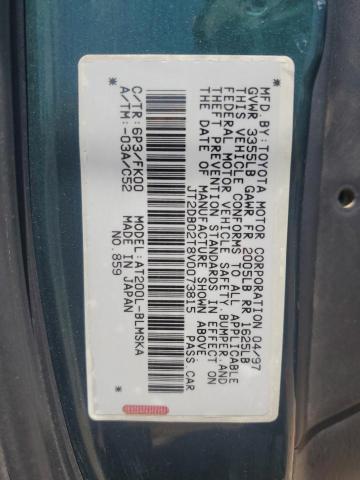 MFD.BY:TOYOTA MOTOR CORPORATION 04/97
GVWR 3355LB GAWR FR 2005LB RR 1625LB
THIS VEHICLE CONFORMS TO ALL APPLICABLE
FEDERAL MOTOR VEHICLE SAFETY,BUMPER,AND
THEFT PREVENTION STANDARDS IN EFFECT ON
THE DATE OF MANUFACTURE SHOWN ABOVE.
JT2DB02T8V0073815 PASS.CAR
C/TR: 6P3/FK00 MODEL: AT200L-BLMSKA
A/TM: -03A/C52 MADE IN JAPAN NO.859